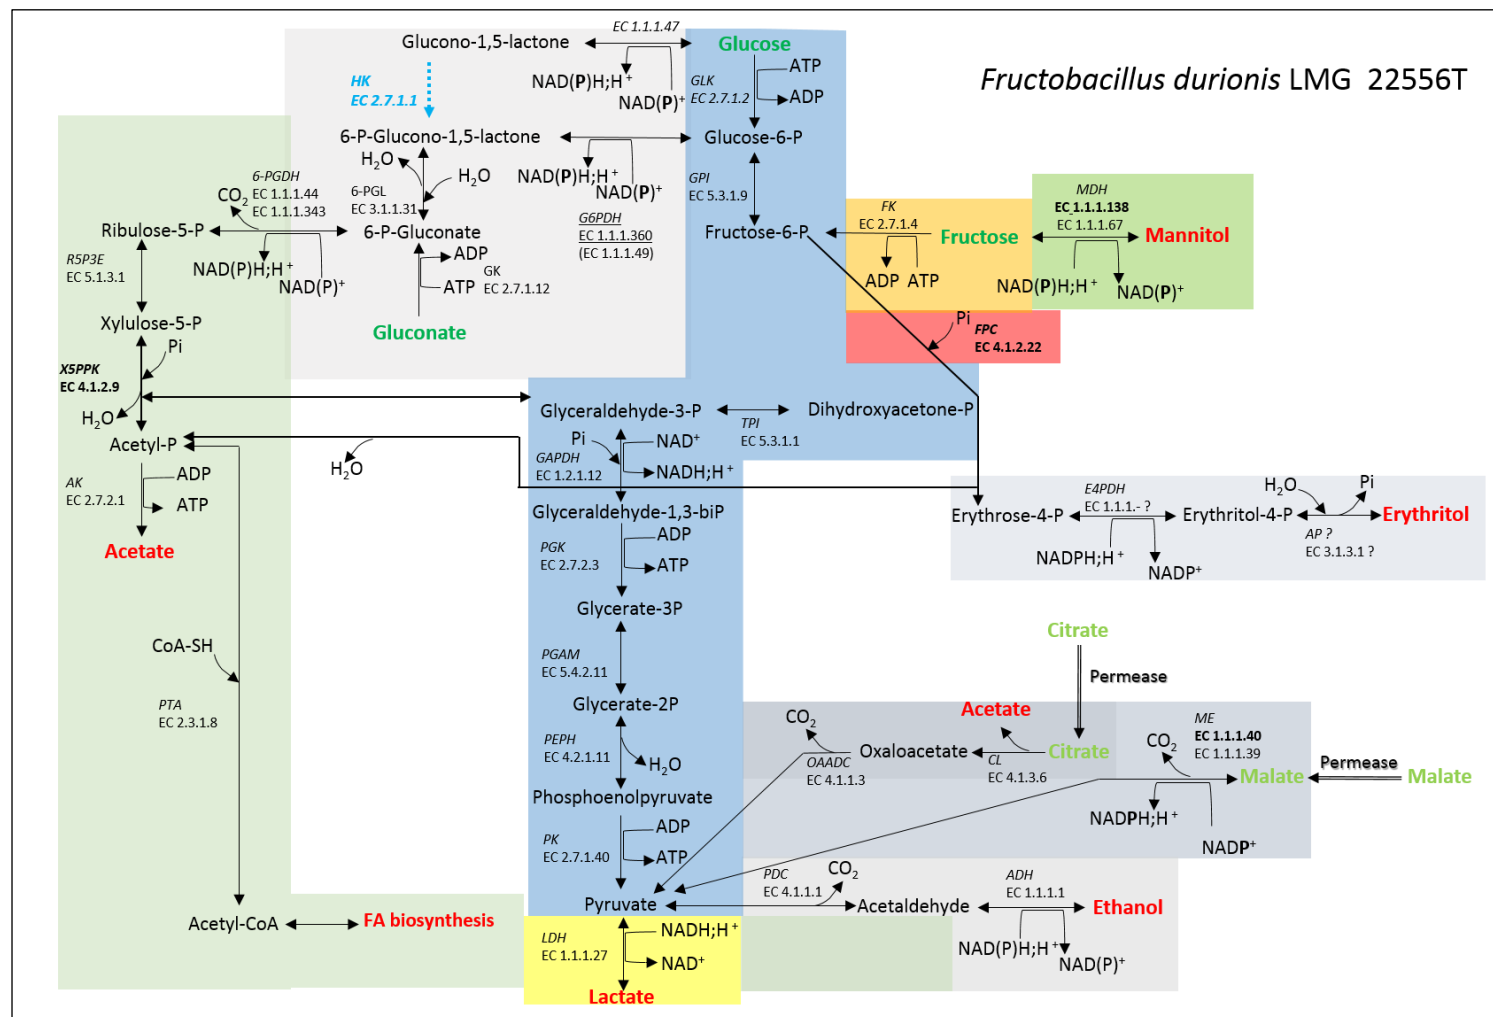 Fructobacillus durionis LMG 22556T
EC 1.1.1.47
Glucono-1,5-lactone
Glucose
NAD(P)H;H+
NAD(P)+
HK
EC 2.7.1.1
GLK
EC 2.7.1.2
ATP
ADP
6-P-Glucono-1,5-lactone
Glucose-6-P
H2O
H2O
NAD(P)H;H+
NAD(P)+
6-PGDH
EC 1.1.1.44
EC 1.1.1.343
CO2
6-PGL
EC 3.1.1.31
G6PDH
EC 1.1.1.360
(EC 1.1.1.49)
GPI
EC 5.3.1.9
Ribulose-5-P
6-P-Gluconate
Fructose-6-P
FK
EC 2.7.1.4
Fructose
MDH
EC 1.1.1.138
EC 1.1.1.67
Mannitol
NAD(P)H;H+
NAD(P)+
R5P3E
EC 5.1.3.1
ADP
ATP
GK
EC 2.7.1.12
ADP
ATP
NAD(P)H;H+
NAD(P)+
Xylulose-5-P
Gluconate
Pi
FPC
EC 4.1.2.22
Pi
X5PPK
EC 4.1.2.9
H2O
Glyceraldehyde-3-P
Dihydroxyacetone-P
TPI
EC 5.3.1.1
Acetyl-P
H2O
Pi
NAD+
GAPDH
EC 1.2.1.12
NADH;H+
AK
EC 2.7.2.1
ADP
ATP
Glyceraldehyde-1,3-biP
Erythrose-4-P
E4PDH
EC 1.1.1.- ?
Erythritol-4-P
H2O
Pi
Erythritol
AP ?
EC 3.1.3.1 ?
NADPH;H+
NADP+
Acetate
PGK
EC 2.7.2.3
ADP
ATP
Glycerate-3P
CoA-SH
PGAM
EC 5.4.2.11
Citrate
Permease
PTA
EC 2.3.1.8
Glycerate-2P
PEPH
EC 4.2.1.11
H2O
CO2
Acetate
Oxaloacetate
Citrate
OAADC
EC 4.1.1.3
CL
EC 4.1.3.6
ME
EC 1.1.1.40
EC 1.1.1.39
CO2
Malate
Permease
Malate
NADPH;H+
NADP+
Phosphoenolpyruvate
PK
EC 2.7.1.40
ADP
ATP
PDC
EC 4.1.1.1
CO2
ADH
EC 1.1.1.1
Pyruvate
Acetaldehyde
Ethanol
NAD(P)H;H+
NAD(P)+
Acetyl-CoA
FA biosynthesis
LDH
EC 1.1.1.27
NADH;H+
NAD+
Lactate